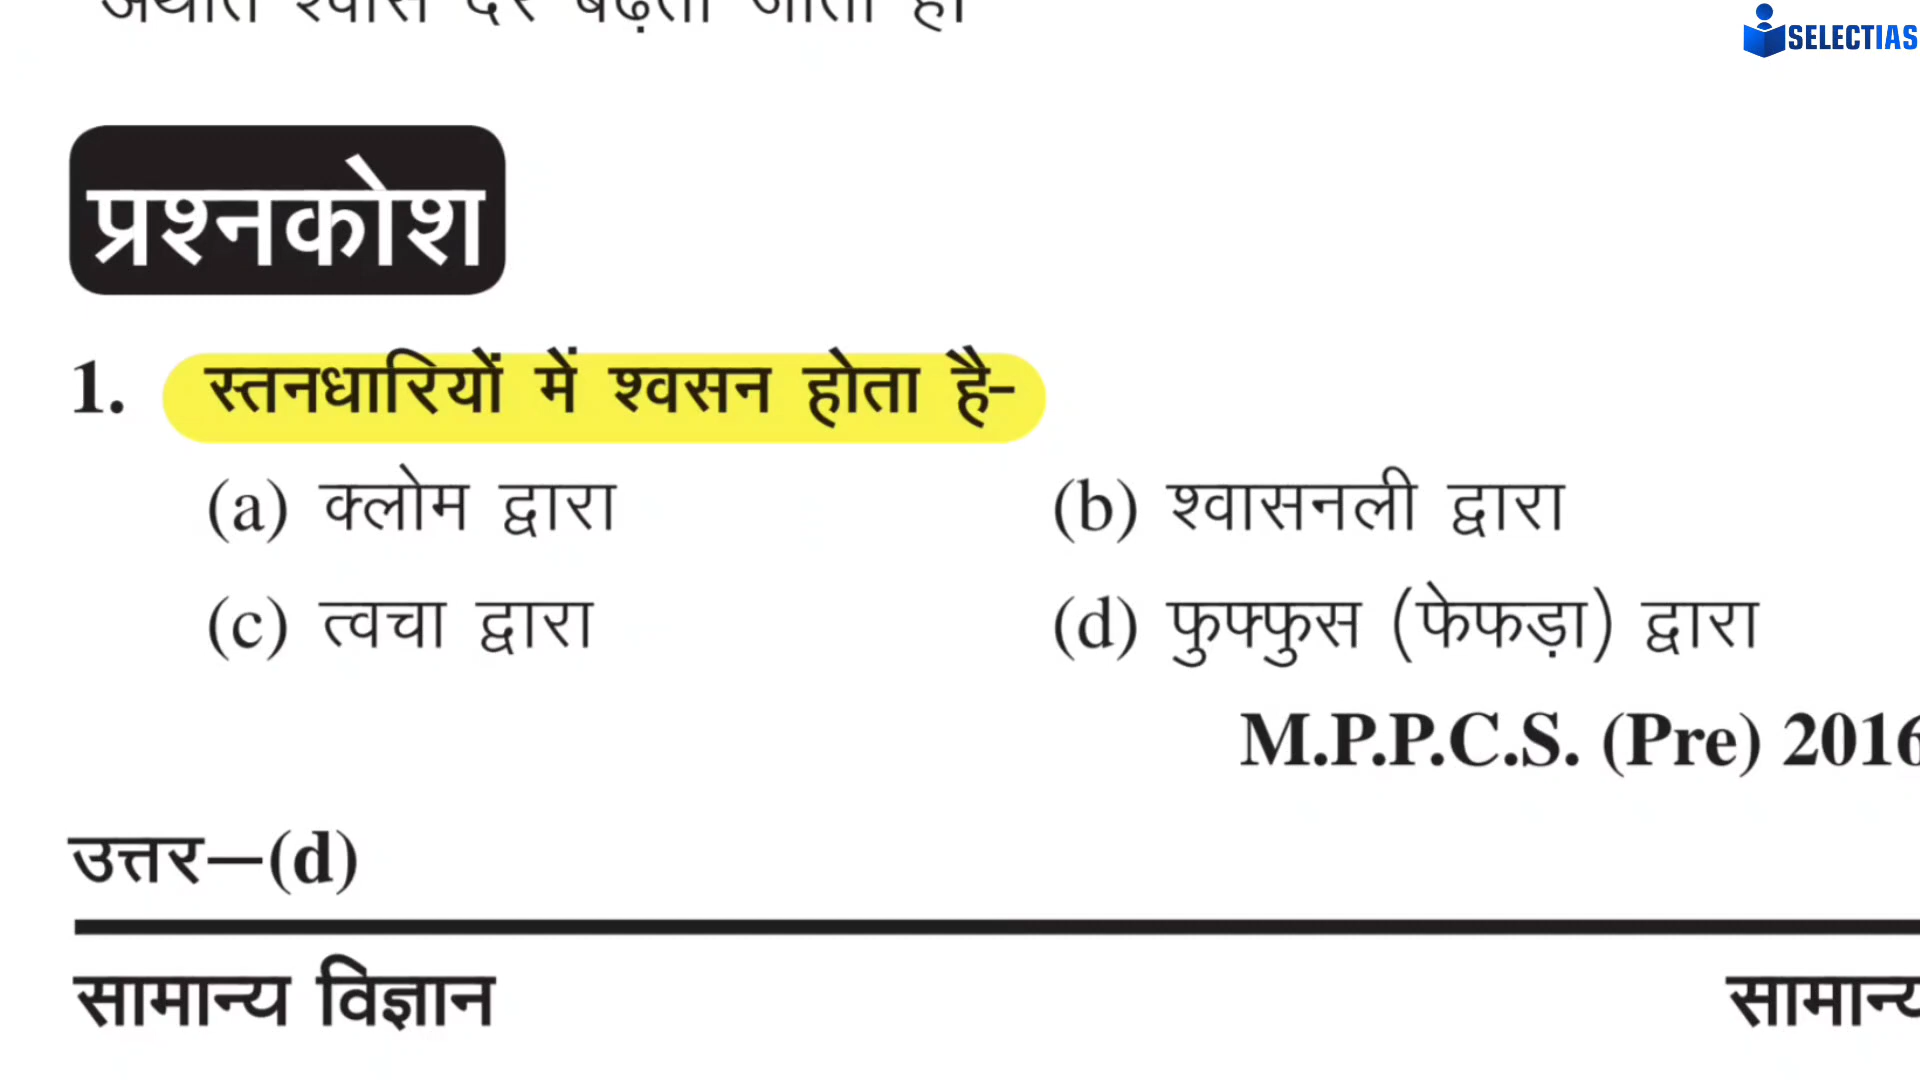 SELECTIAS
प्रश्नकोश
1. स्तनधारियों में श्वसन होता है-
(a) क्लोम द्वारा (b) श्वासनली द्वारा
(c) त्वचा द्वारा (d) फुफ्फुस (फेफड़ा) द्वारा
M.P.P.C.S. (Pre) 2016
उत्तर—(d)
सामान्य विज्ञान